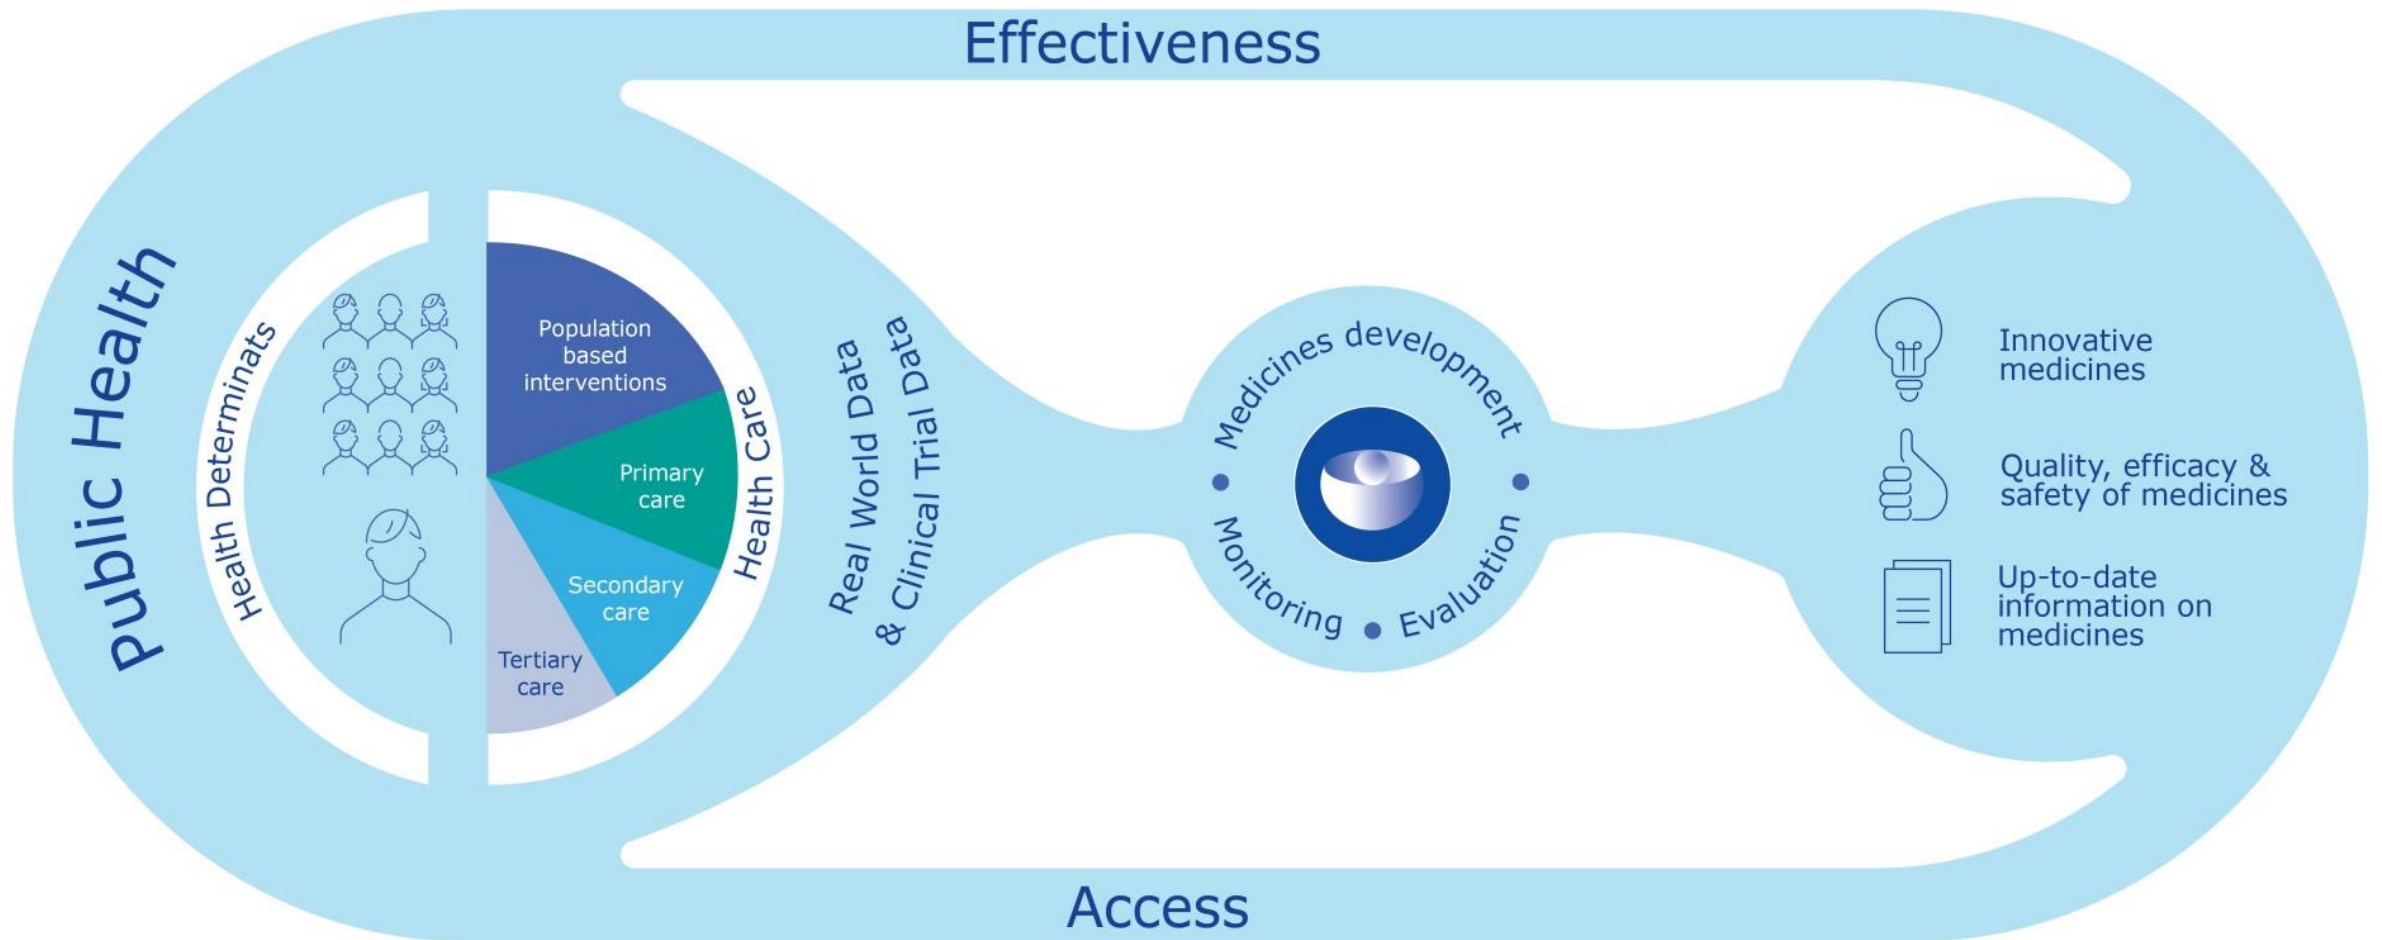 Effectiveness
Public Health
Health Determinats
Population
based
interventions
Primary
care
Secondary
care
Tertiary
care
Health Care
Real World Data
& Clinical Trial Data
Medicines development
Monitoring • Evaluation
Innovative
medicines
Quality, efficacy &
safety of medicines
Up-to-date
information on
medicines
Access